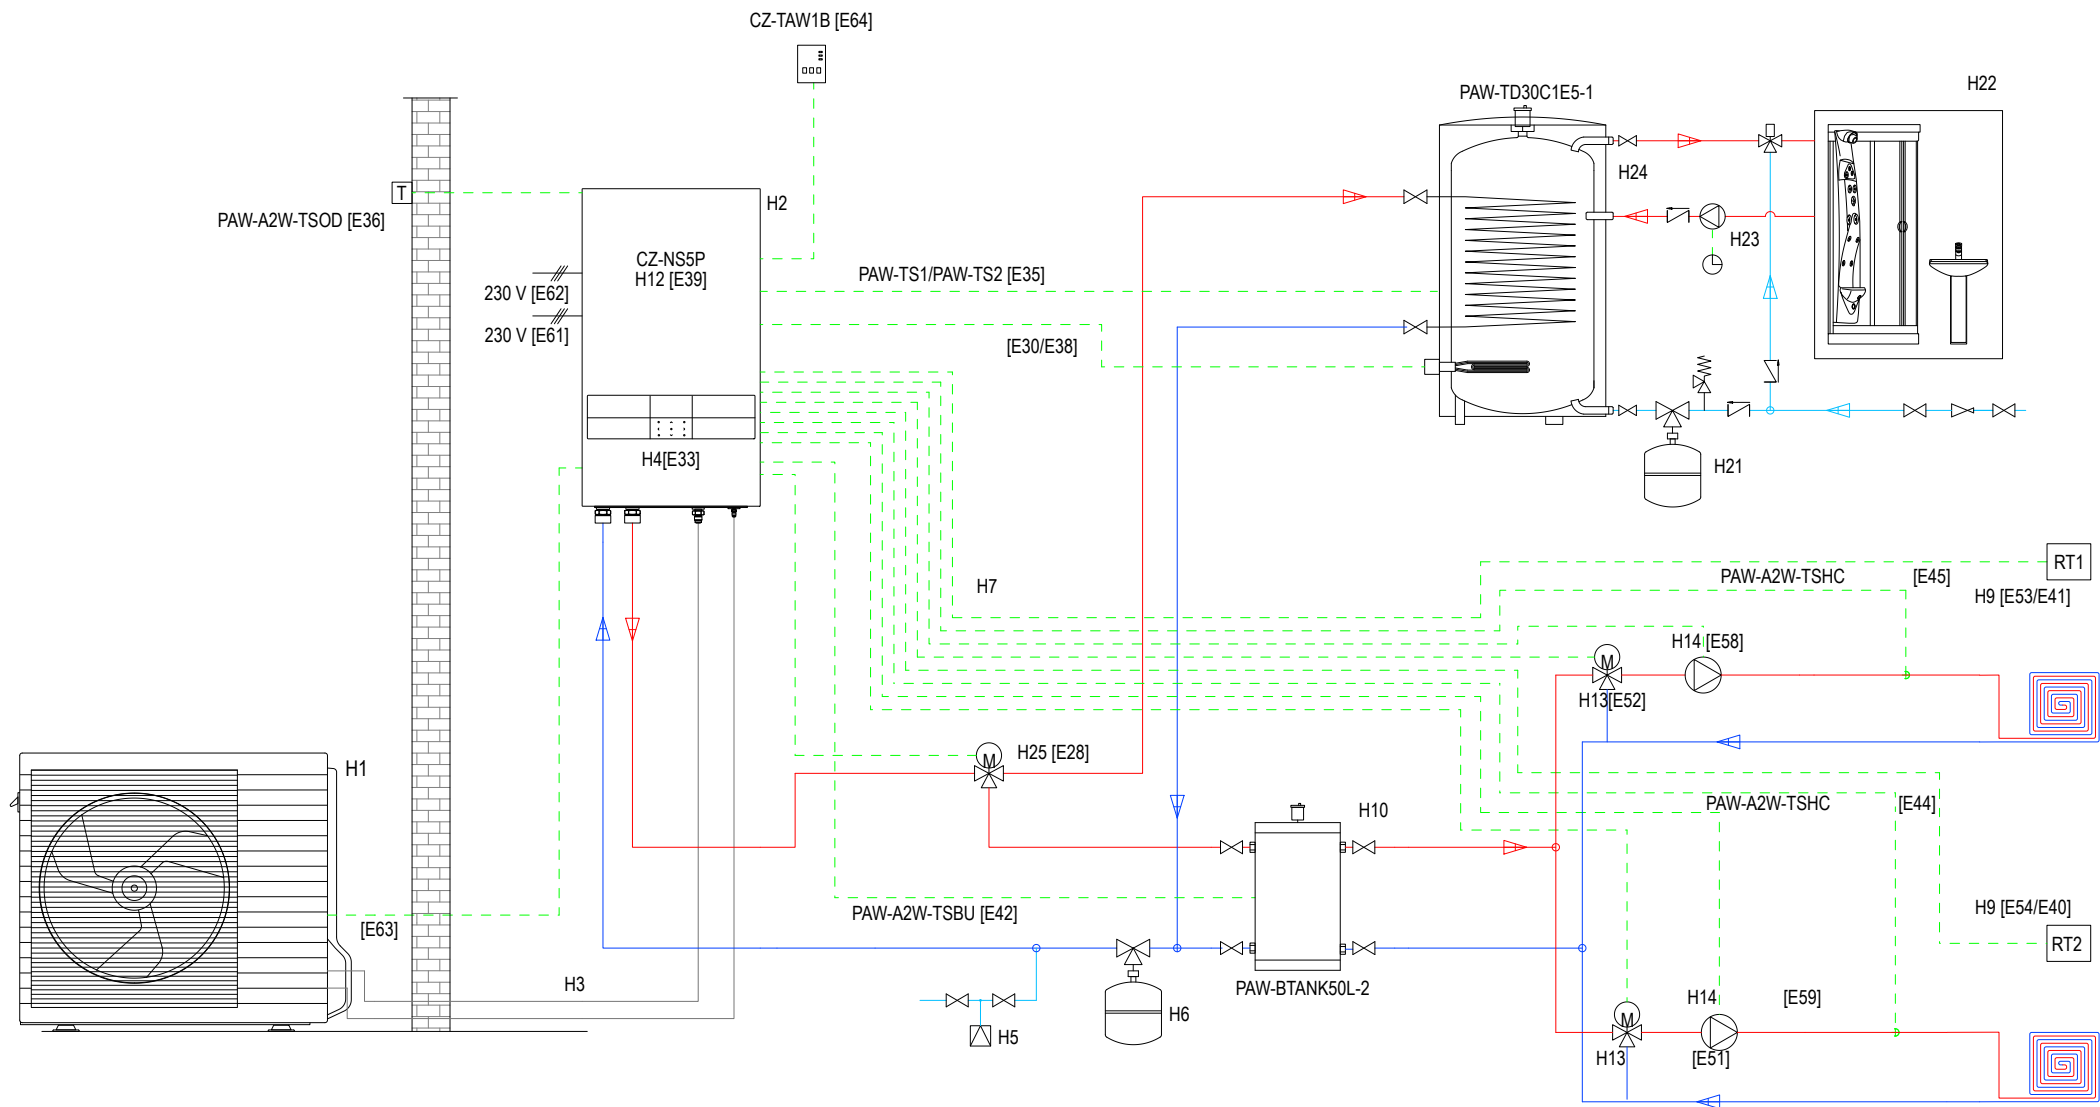 CZ-TAW1B [E64]
PAW-TD30C1E5-1
H22
H24
T
PAW-A2W-TSOD [E36]
H2
H23
CZ-NS5P
H12 [E39]
PAW-TS1/PAW-TS2 [E35]
230 V [E62]
230 V [E61]
[E30/E38]
H4[E33]
H21
H7
RT1
PAW-A2W-TSHC
[E45]
H9 [E53/E41]
H14 [E58]
M
H13[E52]
H25 [E28]
M
H1
H10
PAW-A2W-TSHC
[E44]
PAW-A2W-TSBU [E42]
H9 [E54/E40]
RT2
[E63]
H3
PAW-BTANK50L-2
H14
[E59]
H6
M
H5
H13
[E51]